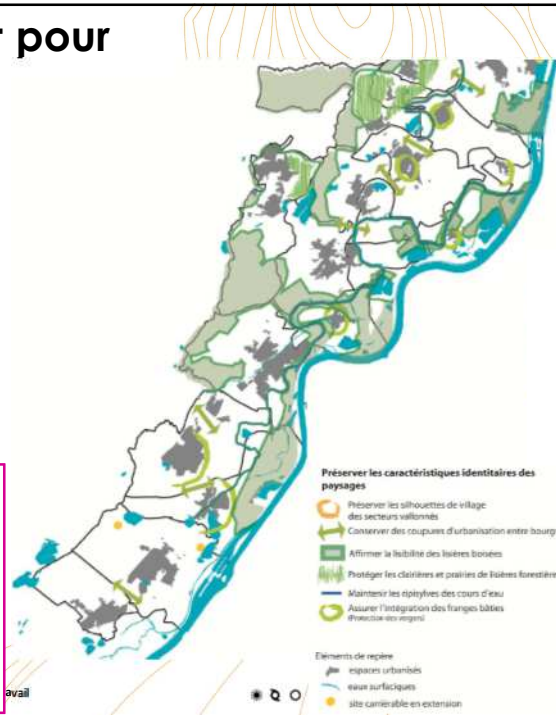 r pour
Préserver les caractéristiques identitaires des
paysages
Préserver les silhouettes de village
des secteurs vallonnés
Conserver des coupures d'urbanisation entre bourgs
Affirmer la lisibilité des lisières boisées
Protéger les clairières et prairies de lisières forestières
Maintenir les ripisylves des cours d'eau
Assurer l'intégration des franges bâties
(Protection des vergers)
Eléments de repère
espaces urbanisés
eaux surfaciques
site carriérable en extension
avail